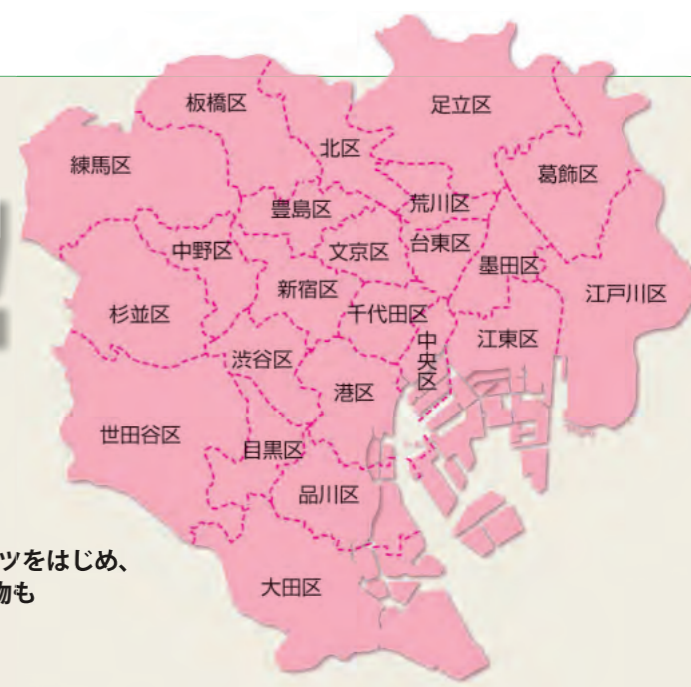 板橋区
足立区
北区
練馬区
葛飾区
豊島区
荒川区
中野区
文京区
台東区
墨田区
新宿区
江戸川区
杉並区
千代田区
中央区
江東区
渋谷区
港区
世田谷区
目黒区
品川区
ツをはじめ、
物も
大田区